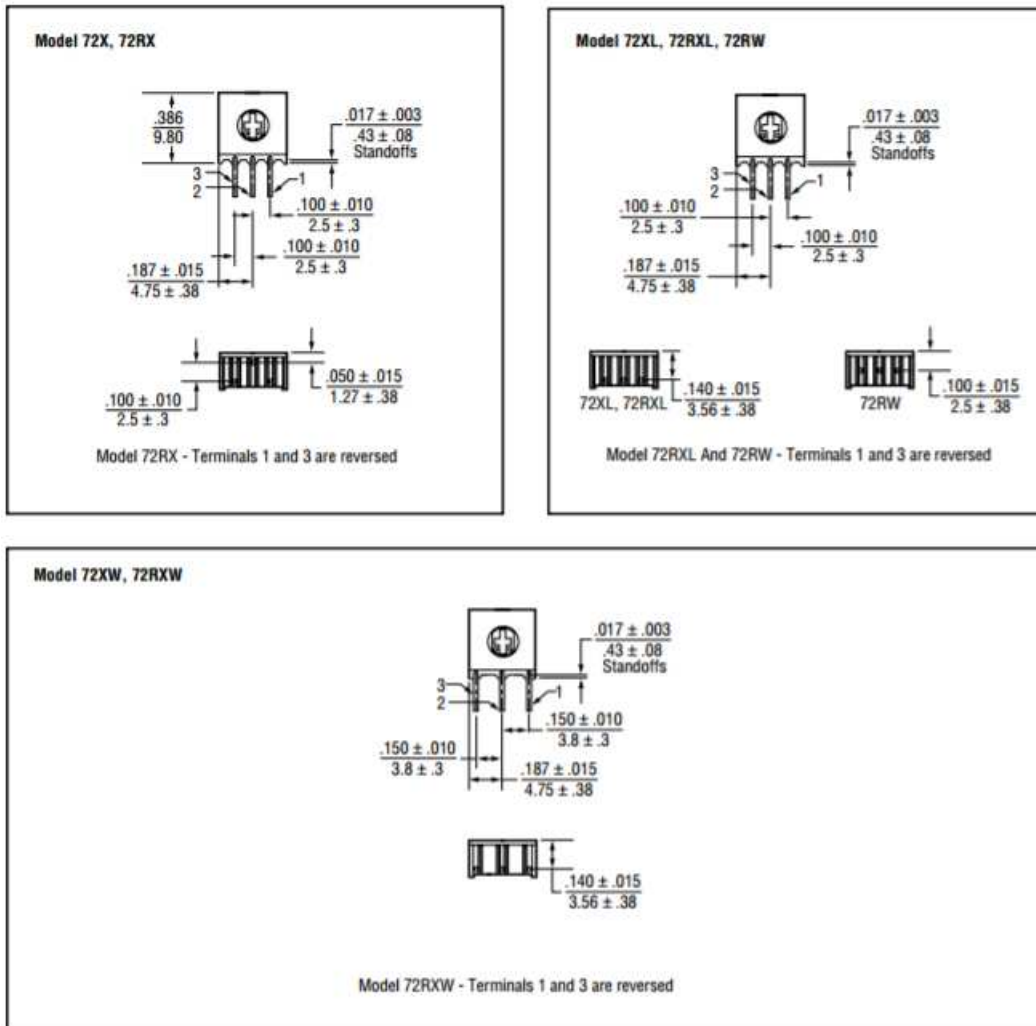 Model 72X, 72RX
.386
9.80
.017 ± .003
.43 ± .08
Standoffs
3
2
1
.100 ± .010
2.5 ± .3
.100 ± .010
2.5 ± .3
.187 ± .015
4.75 ± .38
.100 ± .010
2.5 ± .3
.050 ± .015
1.27 ± .38
Model 72RX - Terminals 1 and 3 are reversed
Model 72XL, 72RXL, 72RW
.017 ± .003
.43 ± .08
Standoffs
3
2
1
.100 ± .010
2.5 ± .3
.100 ± .010
2.5 ± .3
.187 ± .015
4.75 ± .38
72XL, 72RXL
.140 ± .015
3.56 ± .38
72RW
.100 ± .015
2.5 ± .38
Model 72RXL And 72RW - Terminals 1 and 3 are reversed
Model 72XW, 72RXW
.017 ± .003
.43 ± .08
Standoffs
3
2
1
.150 ± .010
3.8 ± .3
.150 ± .010
3.8 ± .3
.187 ± .015
4.75 ± .38
.140 ± .015
3.56 ± .38
Model 72RXW - Terminals 1 and 3 are reversed